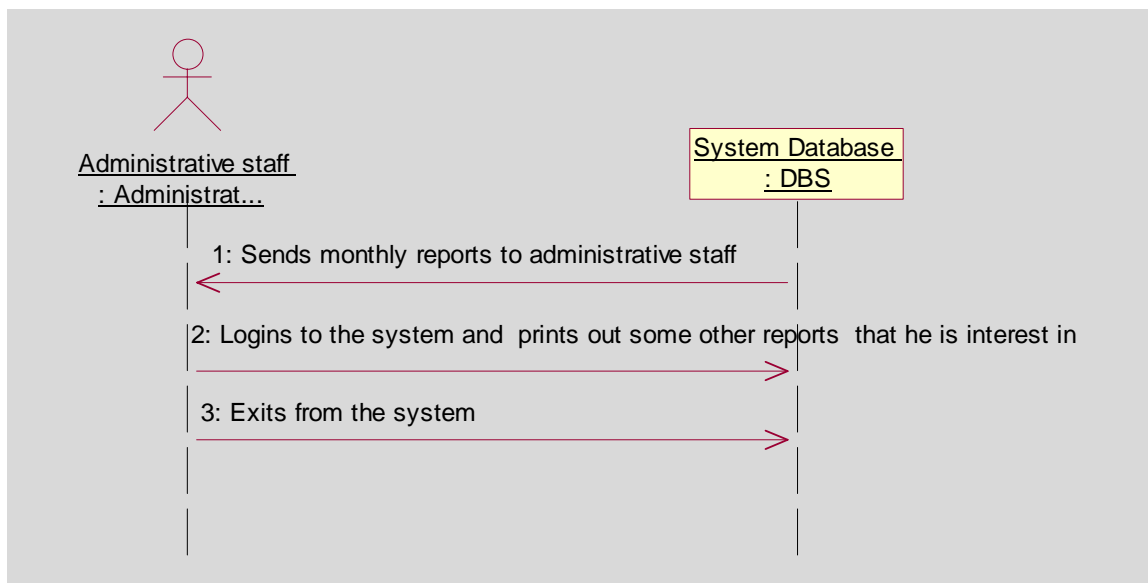 Administrative staff
: Administrat...
System Database
: DBS
1: Sends monthly reports to administrative staff
2: Logins to the system and  prints out some other reports  that he is interest in
3: Exits from the system